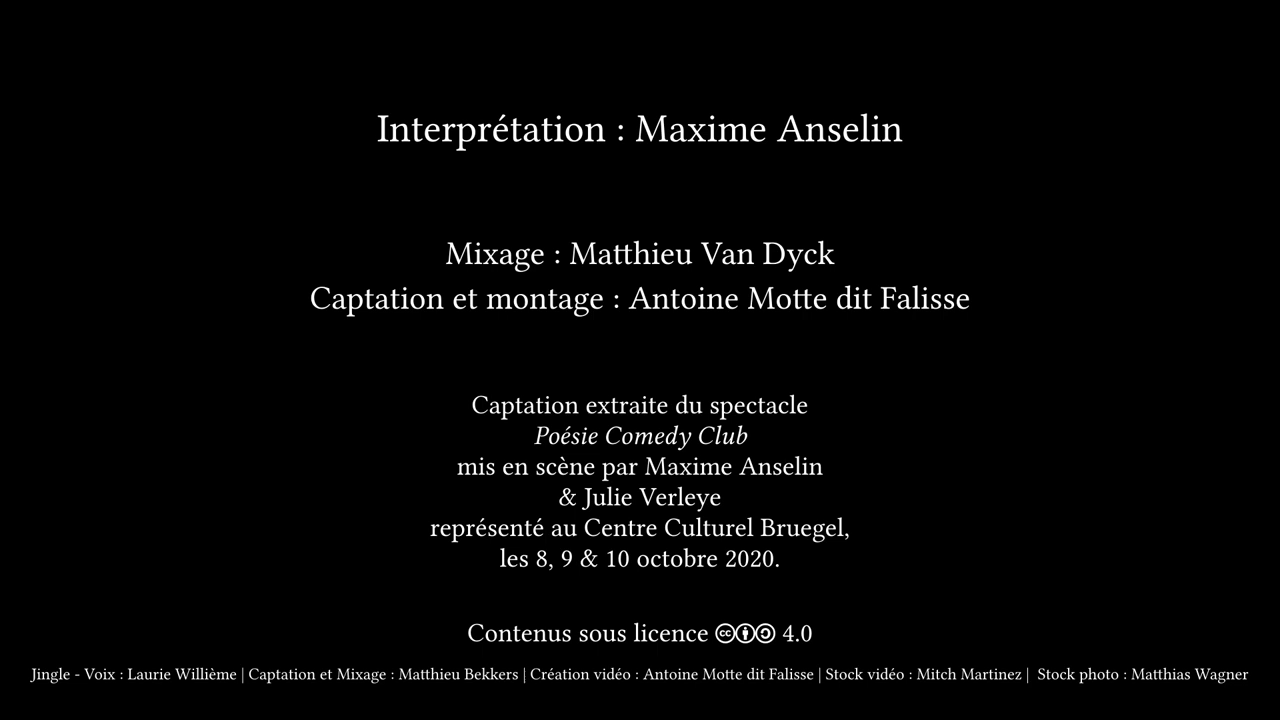 Interprétation : Maxime Anselin
Mixage : Matthieu Van Dyck
Captation et montage : Antoine Motte dit Falisse
Captation extraite du spectacle
Poésie Comedy Club
mis en scène par Maxime Anselin
& Julie Verleye
représenté au Centre Culturel Bruegel,
les 8, 9 & 10 octobre 2020.
Contenus sous licence 🅭🅯🄎 4.0
Jingle - Voix : Laurie Willième | Captation et Mixage : Matthieu Bekkers | Création vidéo : Antoine Motte dit Falisse | Stock vidéo : Mitch Martinez | Stock photo : Matthias Wagner